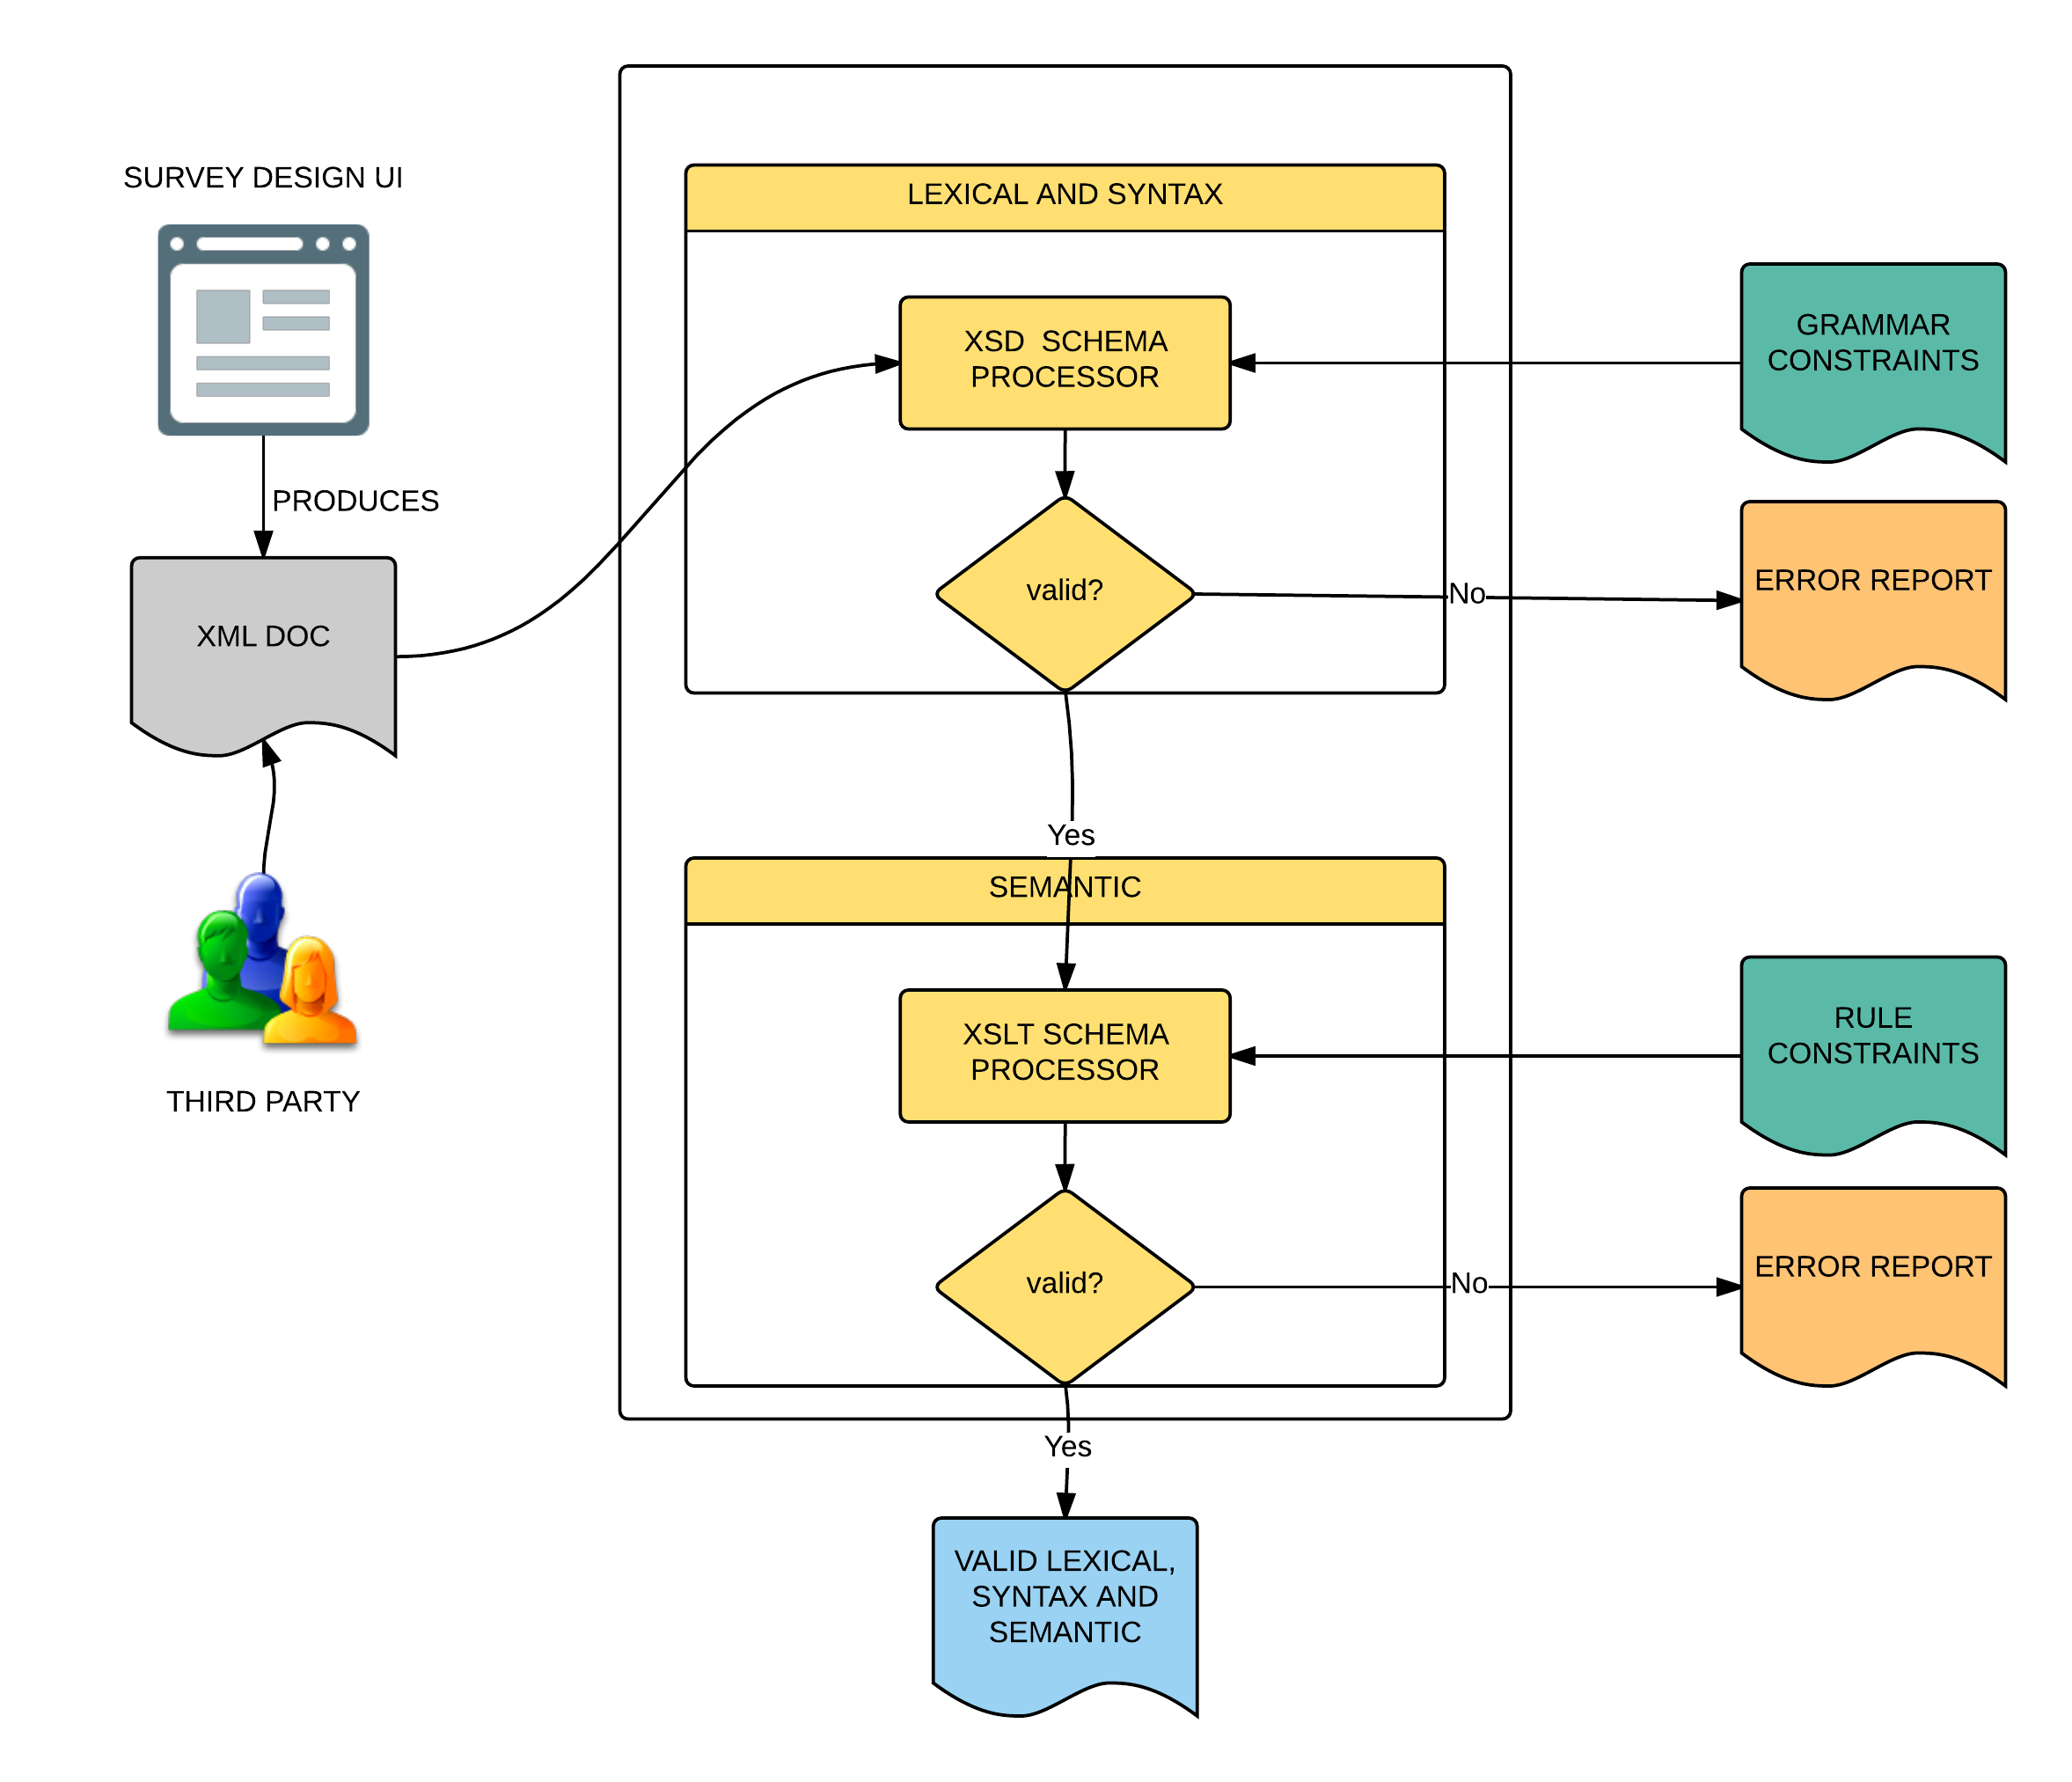 SURVEY DESIGN UI
PRODUCES
XML DOC
THIRD PARTY
LEXICAL AND SYNTAX
XSD  SCHEMA
PROCESSOR
valid?
No
Yes
GRAMMAR
CONSTRAINTS
ERROR REPORT
SEMANTIC
XSLT SCHEMA
PROCESSOR
valid?
No
Yes
RULE
CONSTRAINTS
ERROR REPORT
VALID LEXICAL,
SYNTAX AND
SEMANTIC